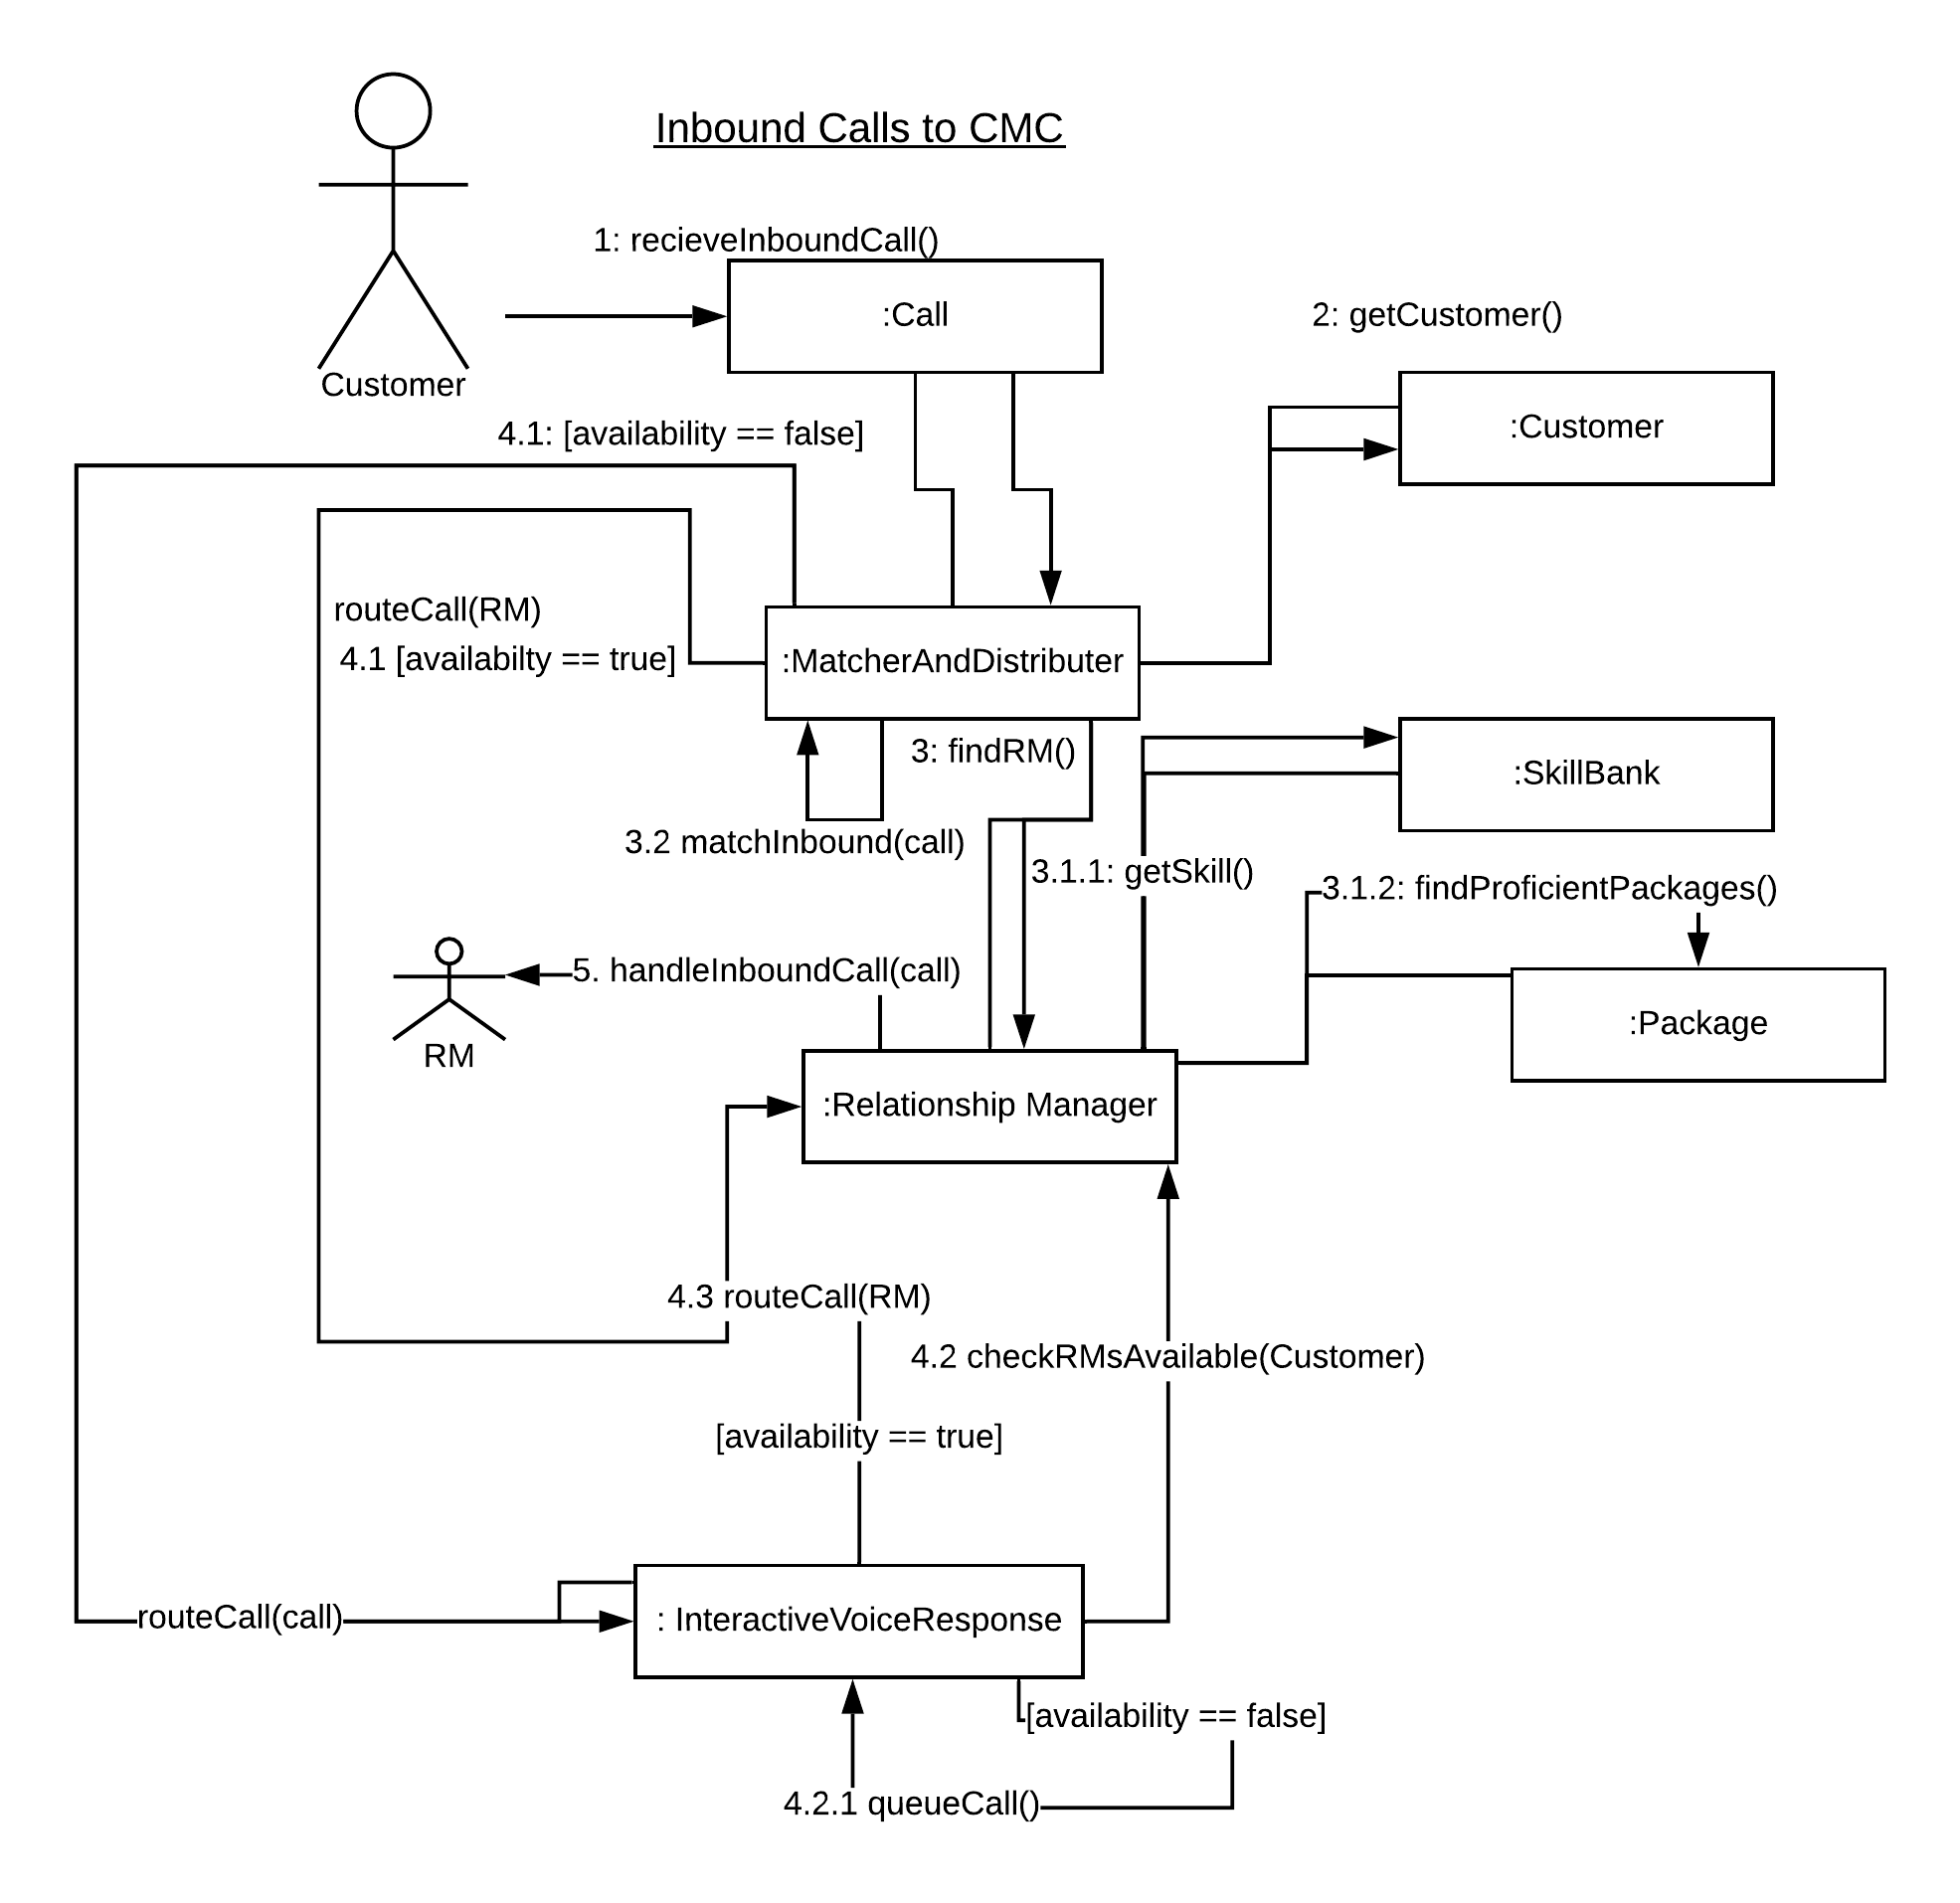 Inbound Calls to CMC
1: recieveInboundCall()
:Call
2: getCustomer()
Customer
:Customer
4.1: [availability == false]
routeCall(RM)
4.1 [availabilty == true]
:MatcherAndDistributer
3: findRM()
:SkillBank
3.2 matchInbound(call)
3.1.1: getSkill()
3.1.2: findProficientPackages()
5. handleInboundCall(call)
RM
:Package
:Relationship Manager
4.3 routeCall(RM)
4.2 checkRMsAvailable(Customer)
[availability == true]
routeCall(call)
: InteractiveVoiceResponse
[availability == false]
4.2.1 queueCall()